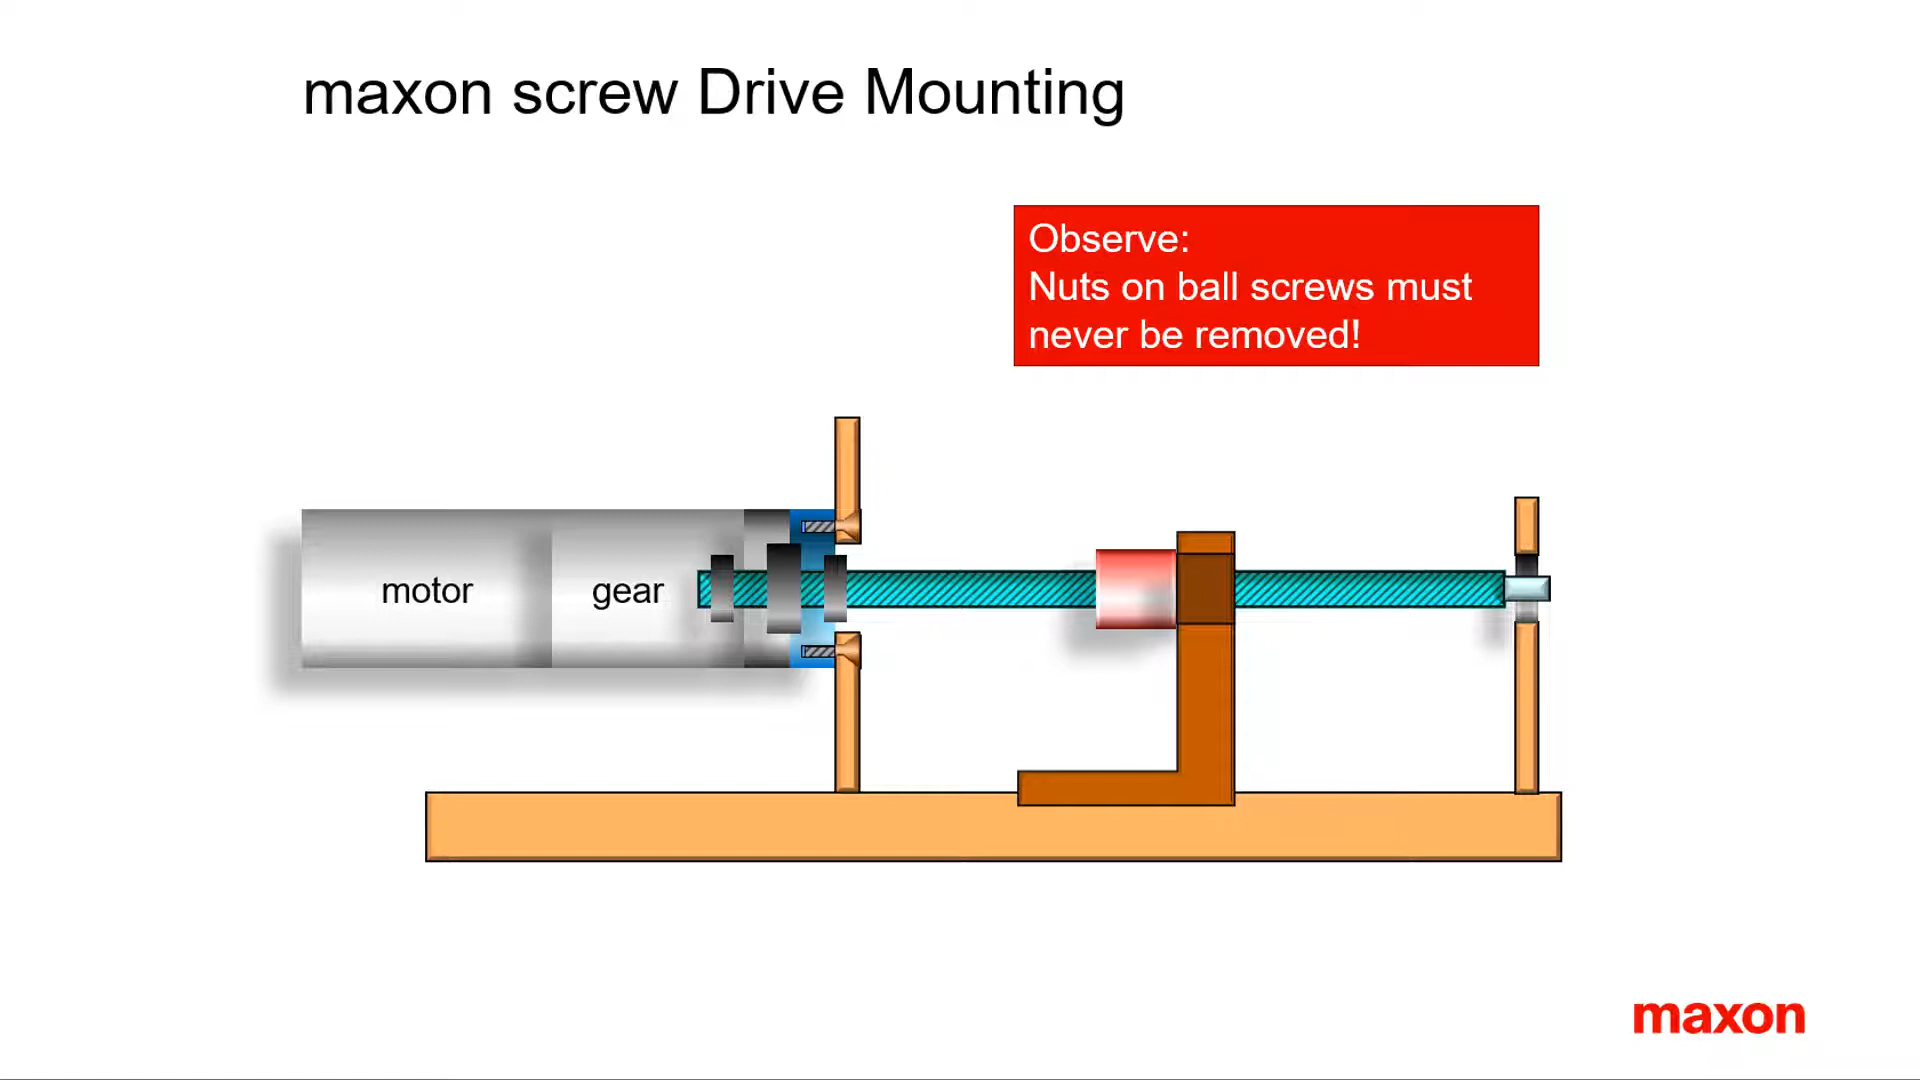 maxon screw Drive Mounting
Observe:
Nuts on ball screws must
never be removed!
motor
gear
maxon